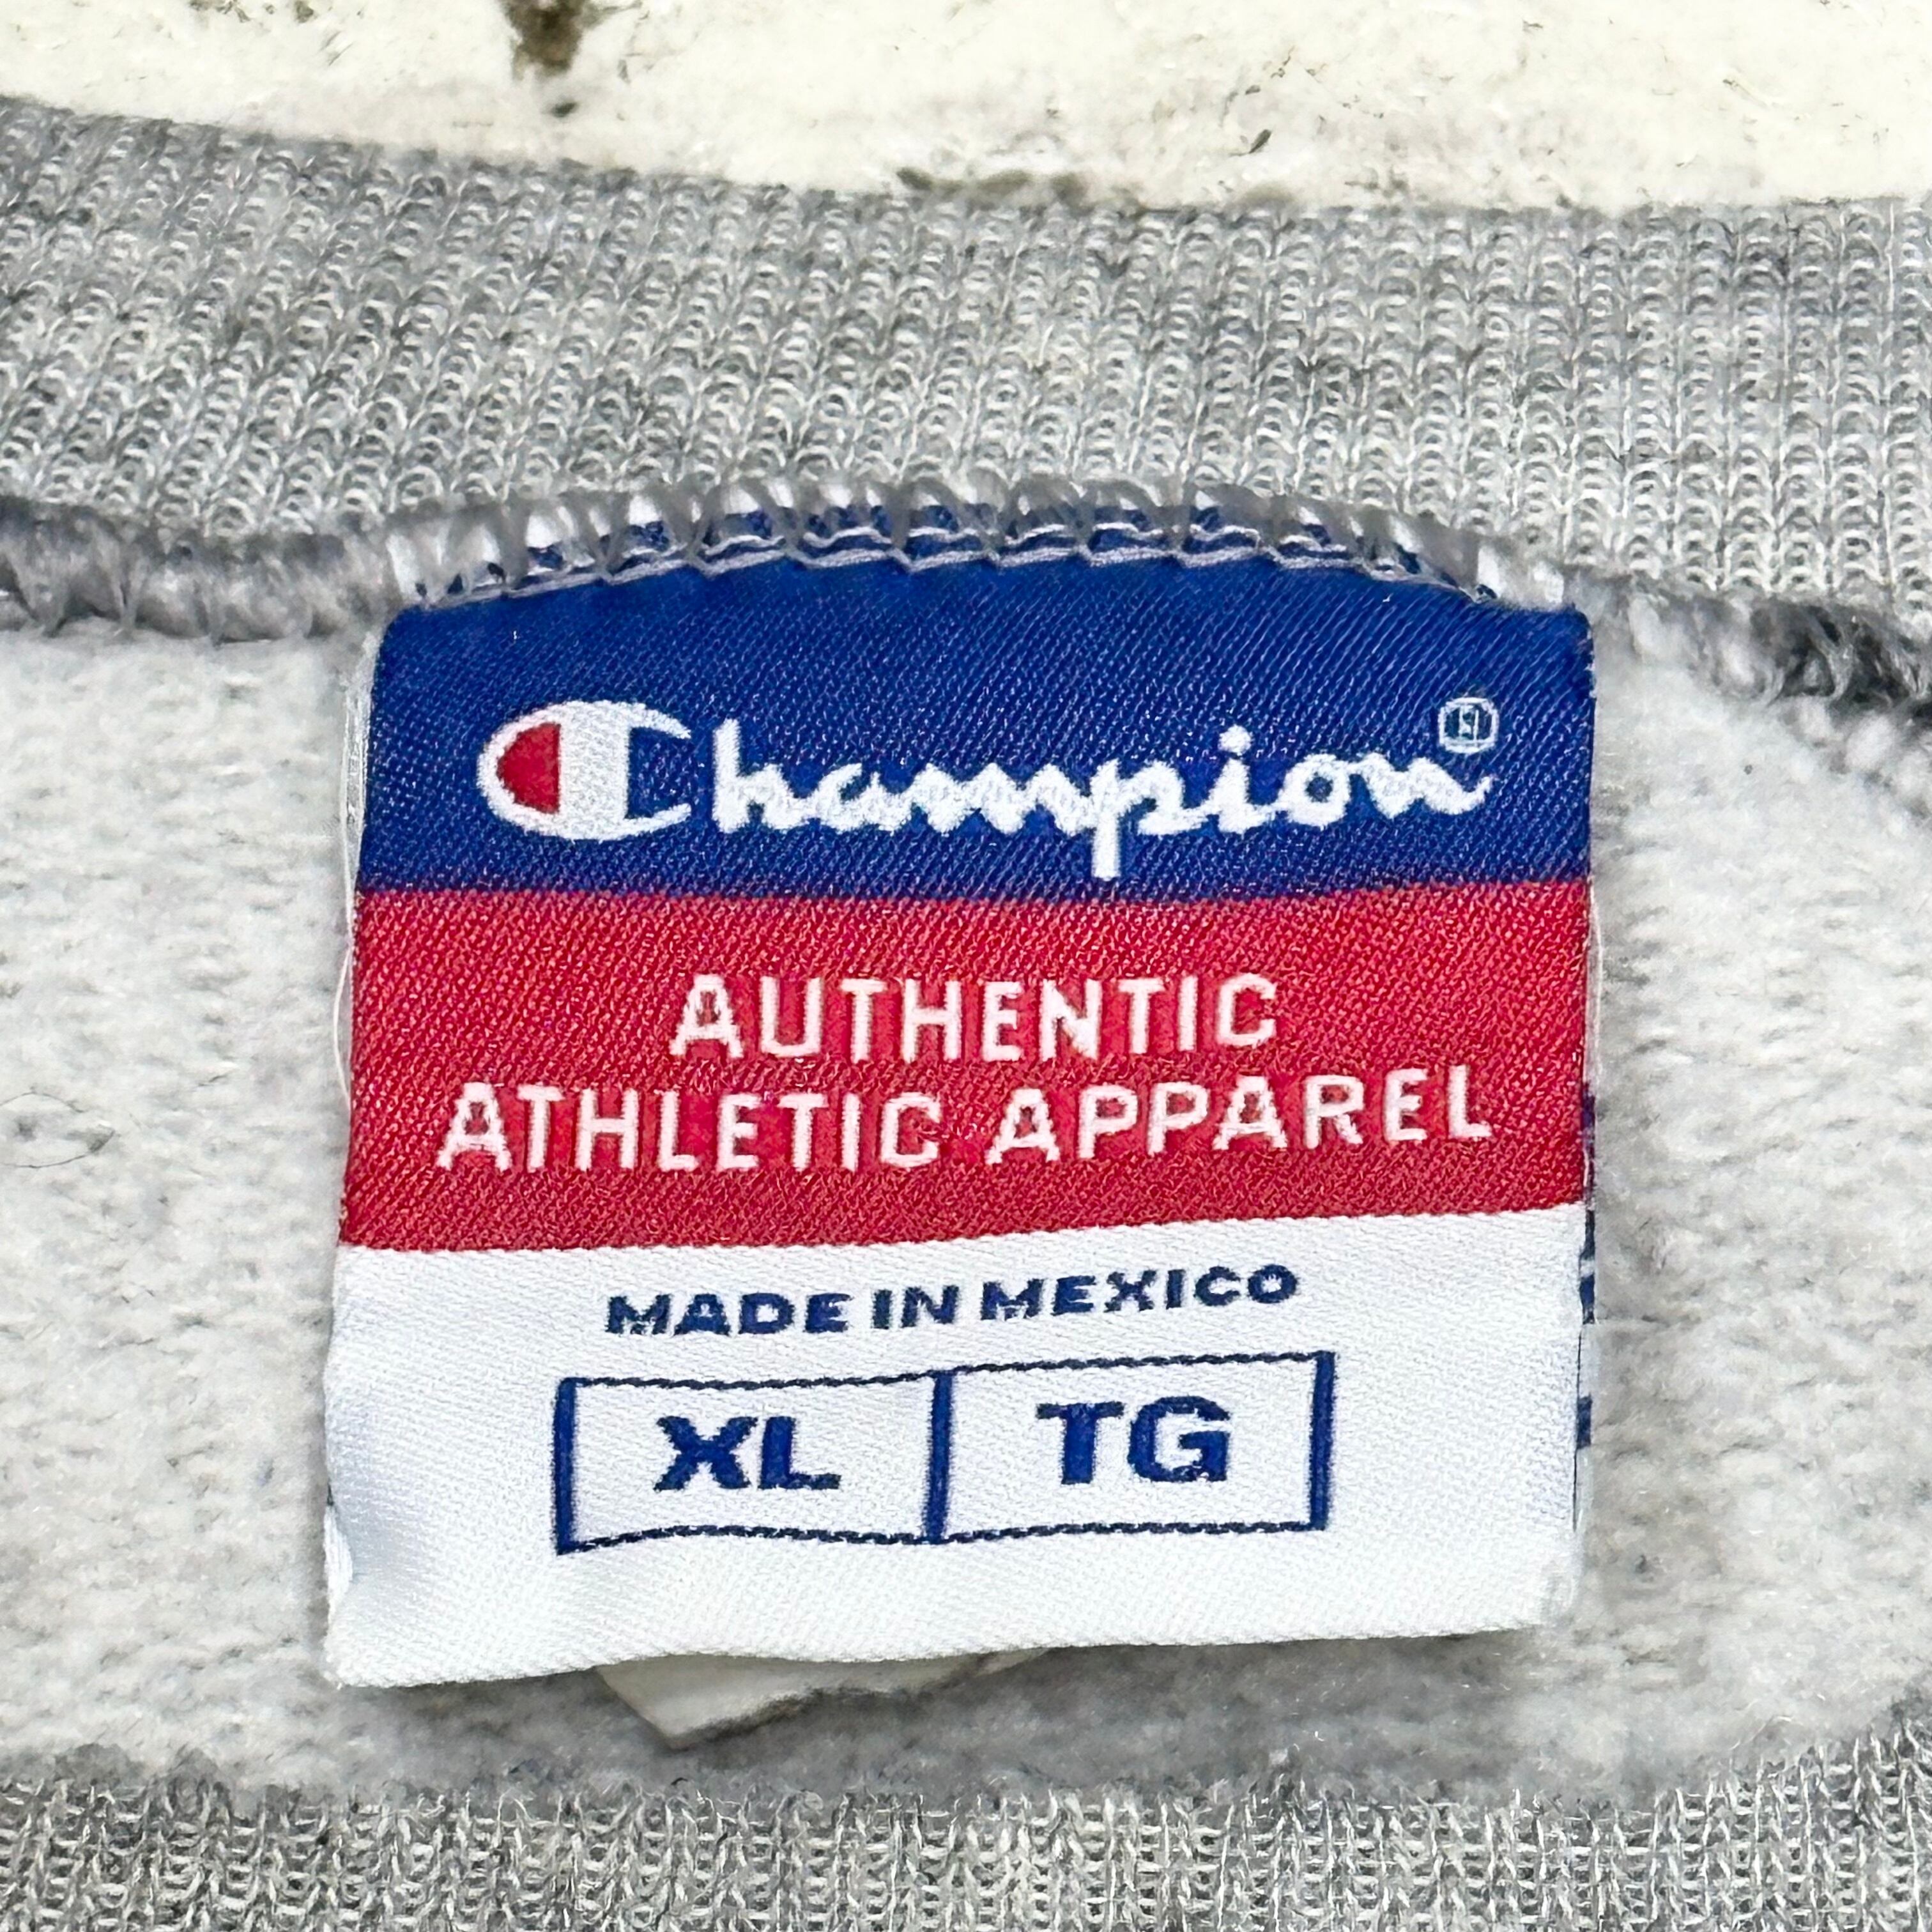 Champion®
AUTHENTIC
ATHLETIC APPAREL
MADE IN MEXICO
XL TG